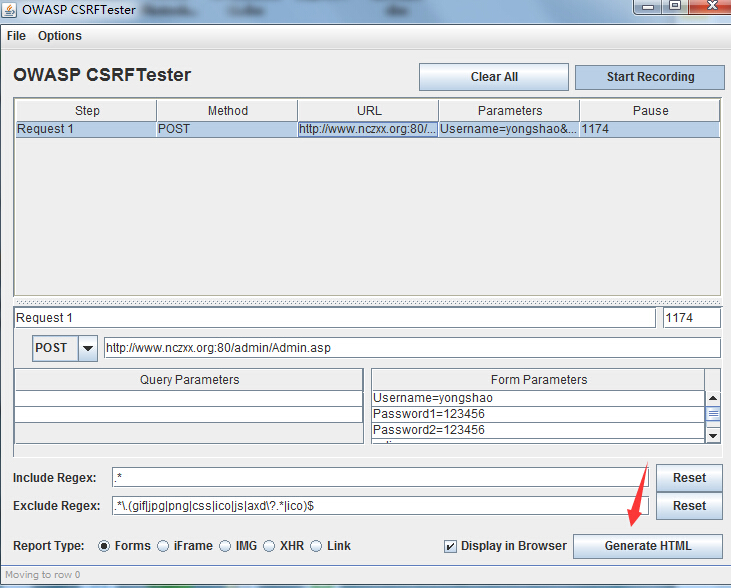 OWASP CSRFTester
File Options
OWASP CSRFTester
Clear All
Start Recording
Step Method URL Parameters Pause
Request 1 POST http://www.nczxx.org:80/... Username=yongshao&... 1174
Request 1 1174
POST http://www.nczxx.org:80/admin/Admin.asp
Query Parameters
Form Parameters
Username=yongshao
Password1=123456
Password2=123456
Include Regex: .* Reset
Exclude Regex: .*\.(gif|jpg|png|css|ico|js|axd\?.*|ico)$ Reset
Report Type: Forms iFrame IMG XHR Link Display in Browser Generate HTML
Moving to row 0